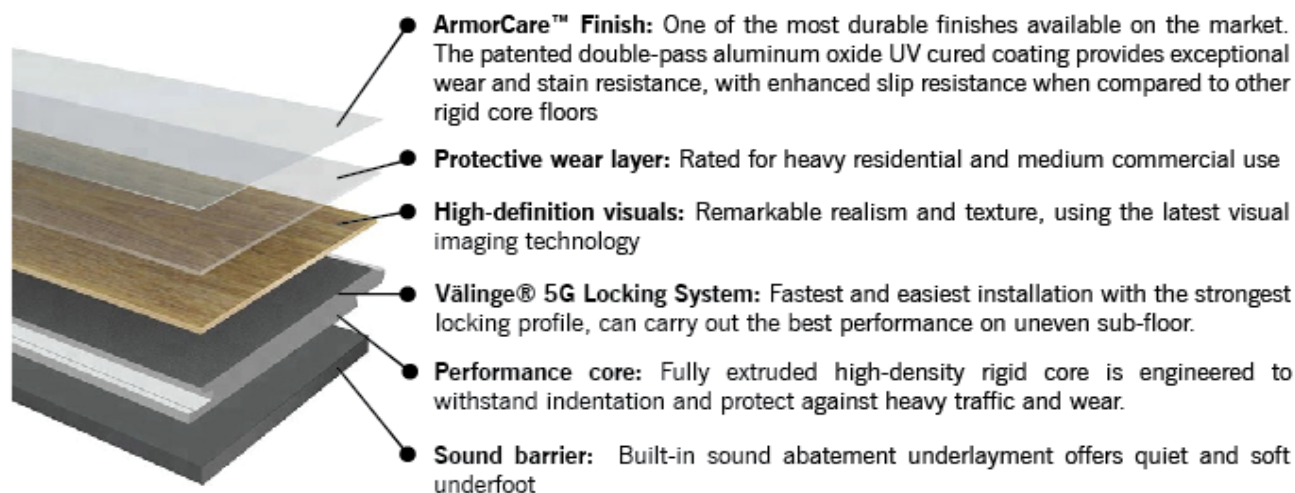 ArmorCare™ Finish: One of the most durable finishes available on the market.
The patented double-pass aluminum oxide UV cured coating provides exceptional
wear and stain resistance, with enhanced slip resistance when compared to other
rigid core floors
Protective wear layer: Rated for heavy residential and medium commercial use
High-definition visuals: Remarkable realism and texture, using the latest visual
imaging technology
Välinge® 5G Locking System: Fastest and easiest installation with the strongest
locking profile, can carry out the best performance on uneven sub-floor.
Performance core: Fully extruded high-density rigid core is engineered to
withstand indentation and protect against heavy traffic and wear.
Sound barrier: Built-in sound abatement underlayment offers quiet and soft
underfoot